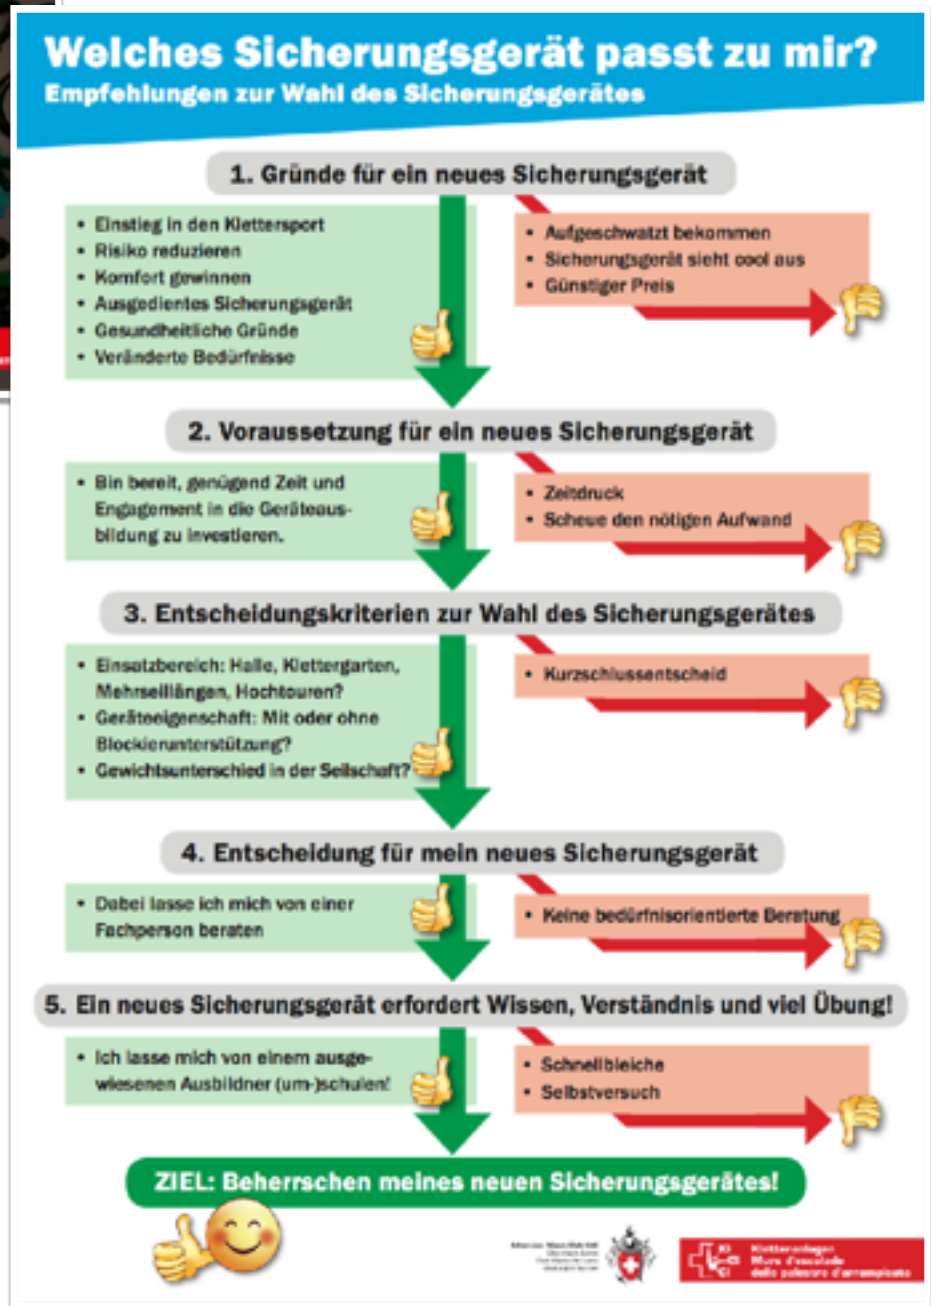 Welches Sicherungsgerät passt zu mir?
Empfehlungen zur Wahl des Sicherungsgerätes
1. Gründe für ein neues Sicherungsgerät
• Einstieg in den Klettersport
• Risiko reduzieren
• Komfort gewinnen
• Ausgedientes Sicherungsgerät
• Gesundheitliche Gründe
• Veränderte Bedürfnisse
• Aufgeschwatzt bekommen
• Sicherungsgerät sieht cool aus
• Günstiger Preis
2. Voraussetzung für ein neues Sicherungsgerät
• Bin bereit, genügend Zeit und
Engagement in die Geräteaus-
bildung zu investieren.
• Zeitdruck
• Scheue den nötigen Aufwand
3. Entscheidungskriterien zur Wahl des Sicherungsgerätes
• Einsatzbereich: Halle, Klettergarten,
Mehrseillängen, Hochtouren?
• Geräteeigenschaft: Mit oder ohne
Blockierunterstützung?
• Gewichtsunterschied in der Seilschaft?
• Kurzschlussentscheid
4. Entscheidung für mein neues Sicherungsgerät
• Dabei lasse ich mich von einer
Fachperson beraten
• Keine bedürfnisorientierte Beratung
5. Ein neues Sicherungsgerät erfordert Wissen, Verständnis und viel Übung!
• Ich lasse mich von einem ausge-
wiesenen Ausbildner (um-)schulen!
• Schnellbleiche
• Selbstversuch
ZIEL: Beherrschen meines neuen Sicherungsgerätes!
Kletteranlagen
Murs d'escalade
delle palestre d'arrampicata